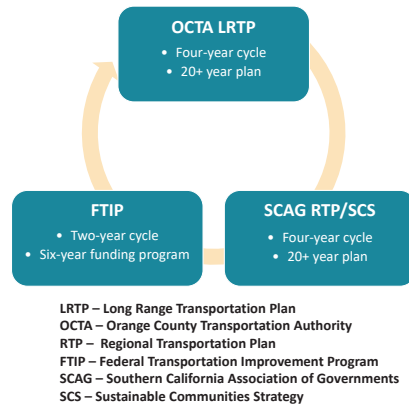 OCTA LRTP
• Four-year cycle
• 20+ year plan
FTIP
• Two-year cycle
• Six-year funding program
SCAG RTP/SCS
• Four-year cycle
• 20+ year plan
LRTP – Long Range Transportation Plan
OCTA – Orange County Transportation Authority
RTP – Regional Transportation Plan
FTIP – Federal Transportation Improvement Program
SCAG – Southern California Association of Governments
SCS – Sustainable Communities Strategy